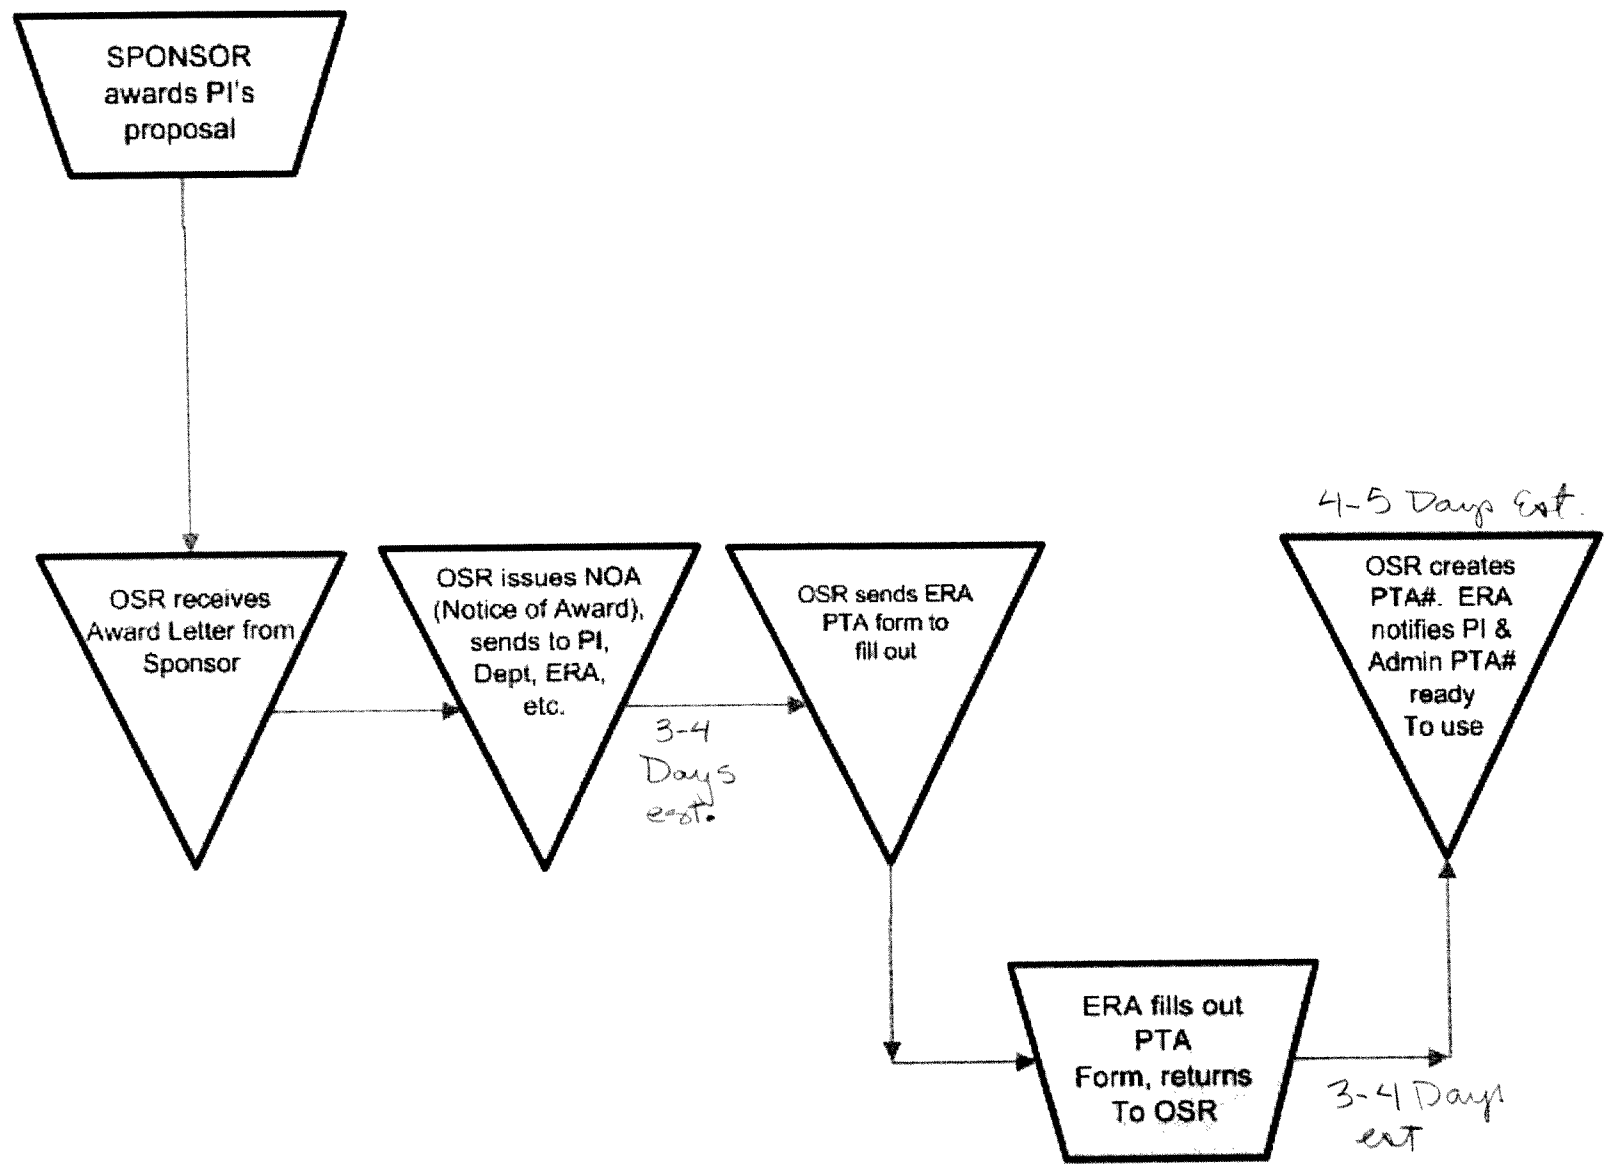 SPONSOR
awards PI's
proposal
OSR receives
Award Letter from
Sponsor
OSR issues NOA
(Notice of Award),
sends to PI,
Dept, ERA,
etc.
3-4
Days
est.
OSR sends ERA
PTA form to
fill out
ERA fills out
PTA
Form, returns
To OSR
3-4 Days
est
4-5 Days Est.
OSR creates
PTA#. ERA
notifies PI &
Admin PTA#
ready
To use